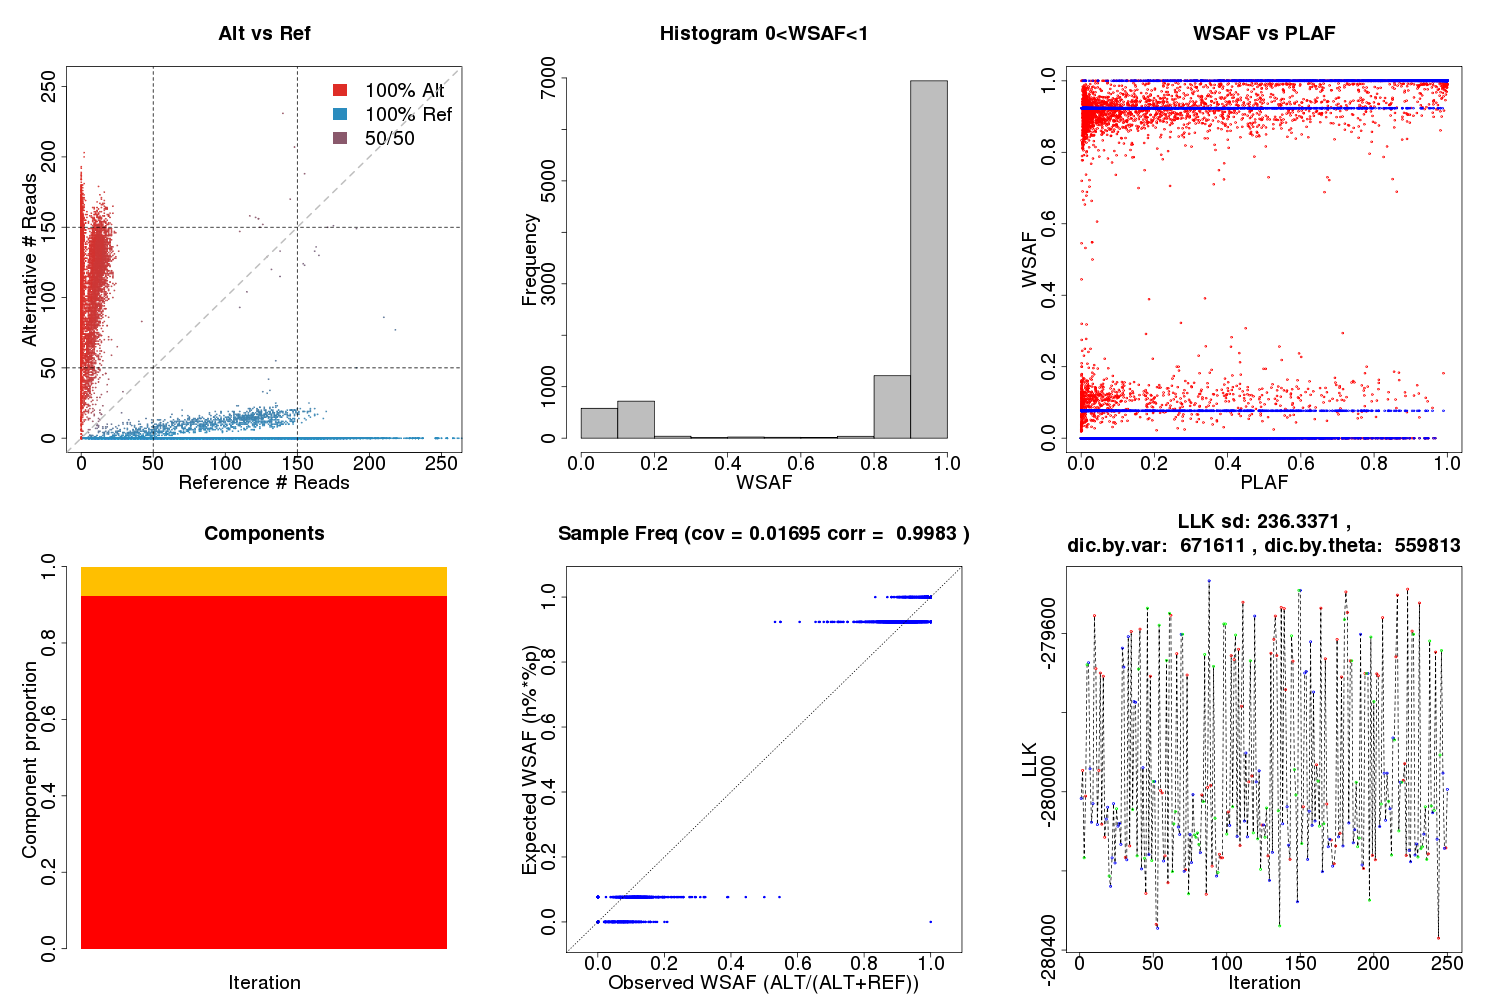 Alt vs Ref
250
200
150
100
50
0
Alternative # Reads
100% Alt
100% Ref
50/50
0 50 100 150 200 250
Reference # Reads
Histogram 0<WSAF<1
7000
5000
3000
1000
0
Frequency
0.0 0.2 0.4 0.6 0.8 1.0
WSAF
WSAF vs PLAF
1.0
0.8
0.6
0.4
0.2
0.0
WSAF
0.0 0.2 0.4 0.6 0.8 1.0
PLAF
Components
1.0
0.8
0.6
0.4
0.2
0.0
Component proportion
Iteration
Sample Freq (cov = 0.01695 corr = 0.9983 )
1.0
0.8
0.6
0.4
0.2
0.0
Expected WSAF (h%*%p)
0.0 0.2 0.4 0.6 0.8 1.0
Observed WSAF (ALT/(ALT+REF))
LLK sd: 236.3371 ,
dic.by.var: 671611 , dic.by.theta: 559813
-279600
-280000
-280400
LLK
0 50 100 150 200 250
Iteration